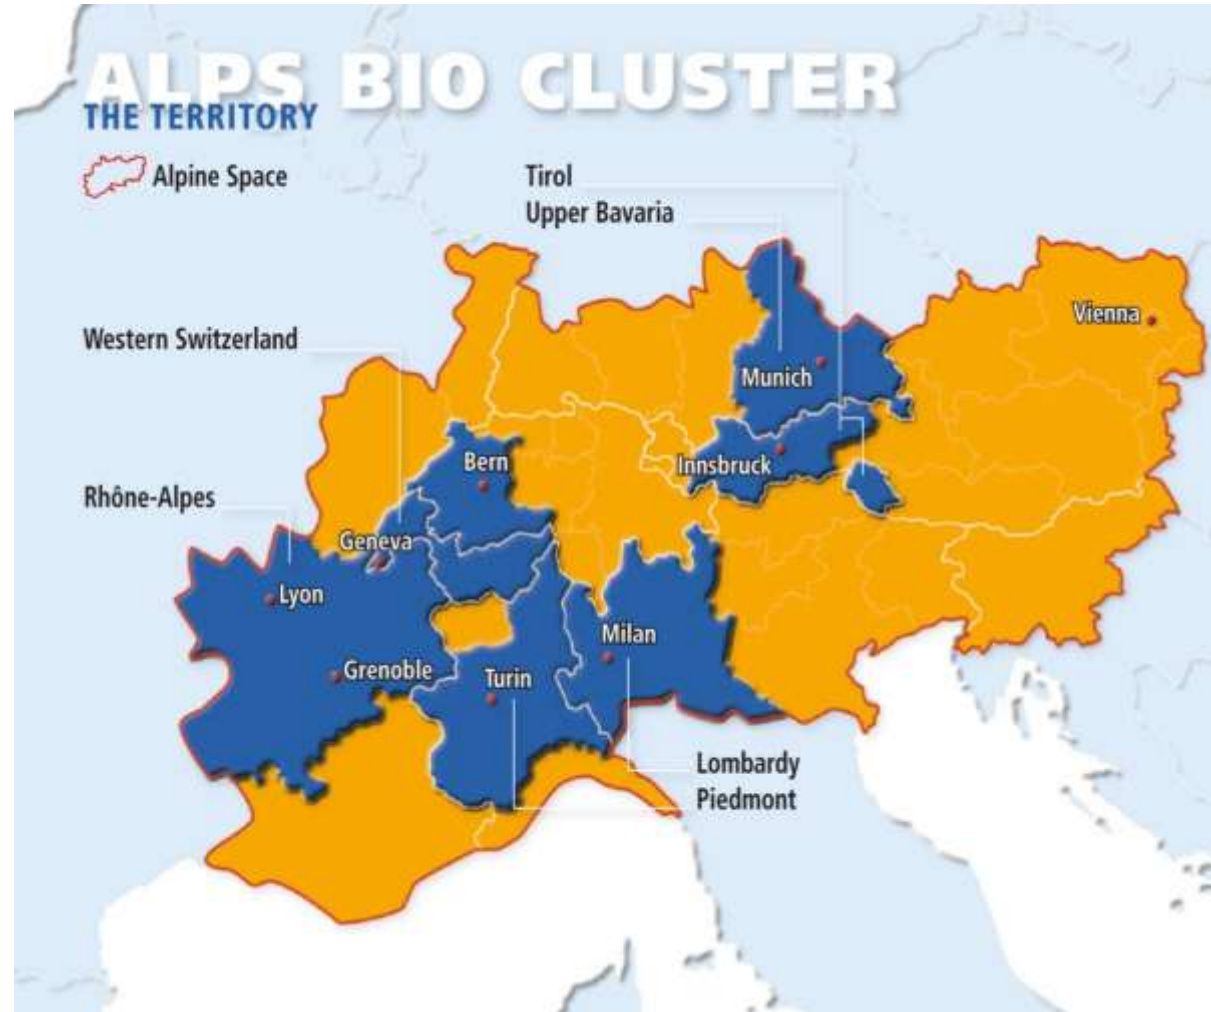 ALPS BIO CLUSTER
THE TERRITORY
Alpine Space
Tirol
Upper Bavaria
Vienna
Western Switzerland
Munich
Bern
Innsbruck
Rhône-Alpes
Geneva
Lyon
Milan
Grenoble
Turin
Lombardy
Piedmont